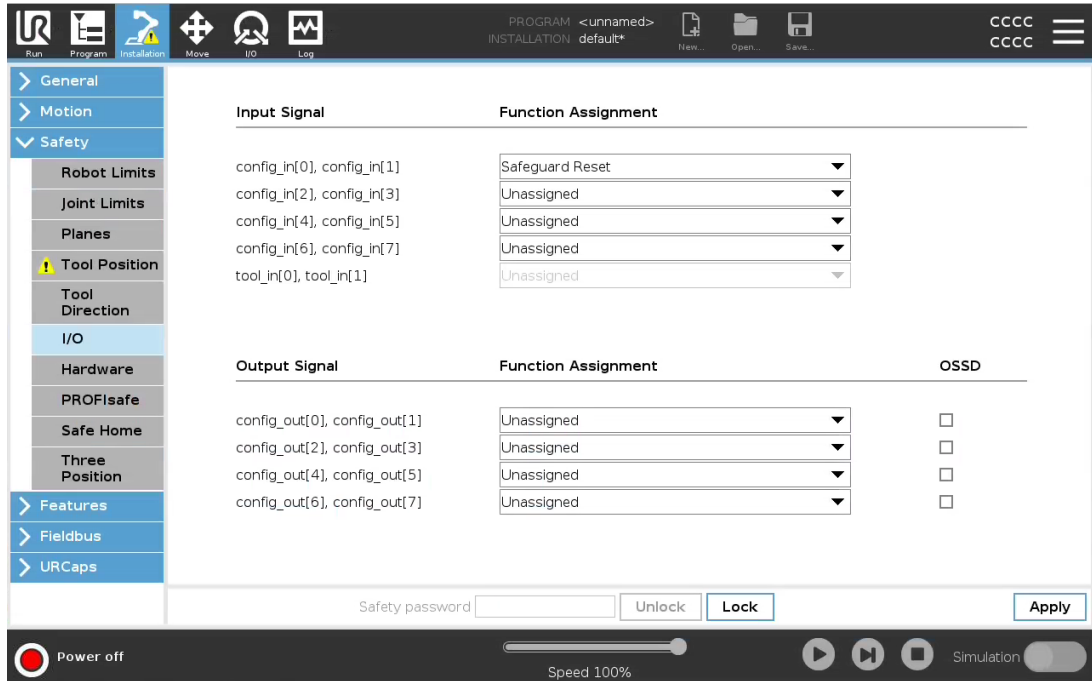 UR
PROGRAM <unnamed>
INSTALLATION default*
CCCC
CCCC
Run Program Installation Move I/O Log New... Open... Save...
General
Motion
Safety
Robot Limits
Joint Limits
Planes
Tool Position
Tool
Direction
I/O
Hardware
PROFIsafe
Safe Home
Three
Position
Features
Fieldbus
URCaps
Input Signal Function Assignment
config_in[0], config_in[1] Safeguard Reset
config_in[2], config_in[3] Unassigned
config_in[4], config_in[5] Unassigned
config_in[6], config_in[7] Unassigned
tool_in[0], tool_in[1] Unassigned
Output Signal Function Assignment OSSD
config_out[0], config_out[1] Unassigned
config_out[2], config_out[3] Unassigned
config_out[4], config_out[5] Unassigned
config_out[6], config_out[7] Unassigned
Safety password Unlock Lock Apply
Power off
Speed 100%
Simulation